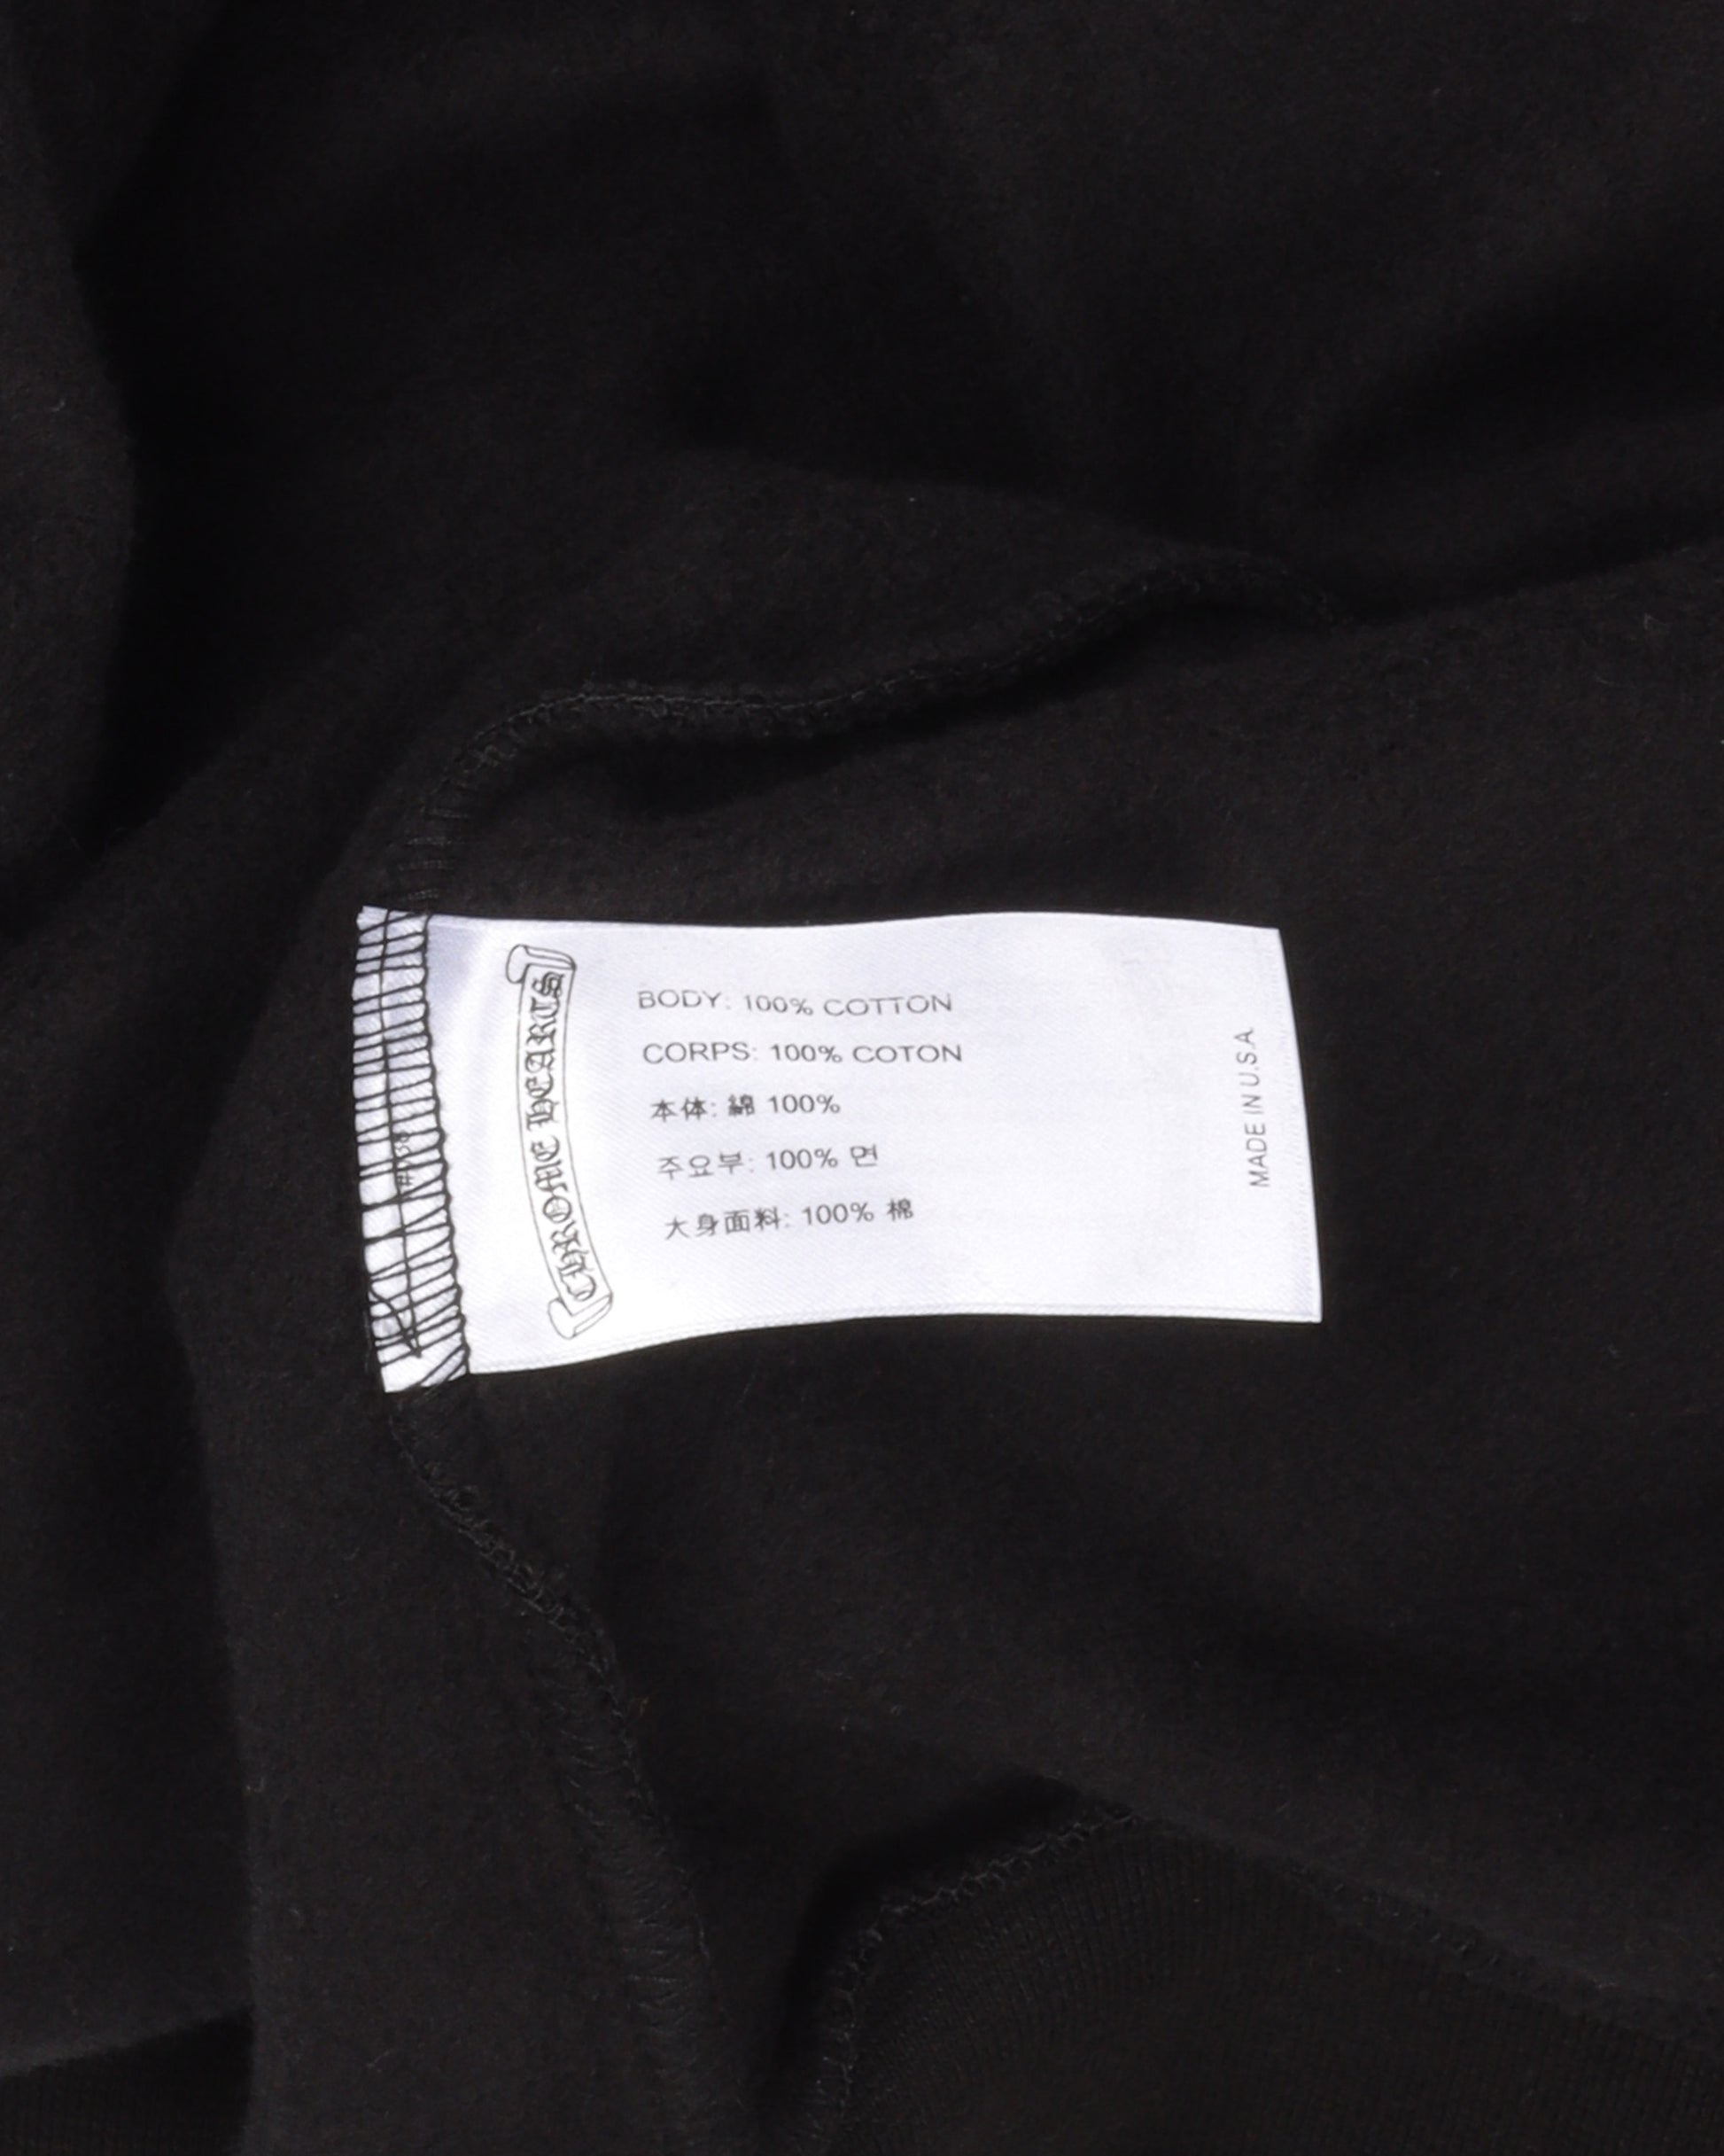 CHROME HEARTS
BODY: 100% COTTON
CORPS: 100% COTON
本体: 綿 100%
주요부: 100% 면
大身面料: 100% 棉
MADE IN U.S.A